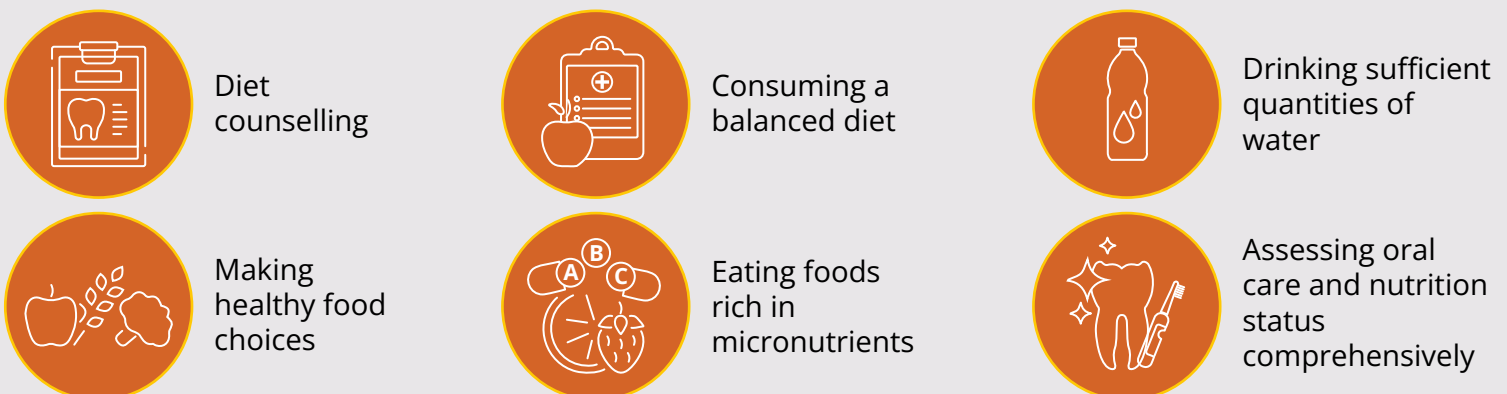 Diet
counselling
Consuming a
balanced diet
Drinking sufficient
quantities of
water
Making
healthy food
choices
A
B
C
Eating foods
rich in
micronutrients
Assessing oral
care and nutrition
status
comprehensively